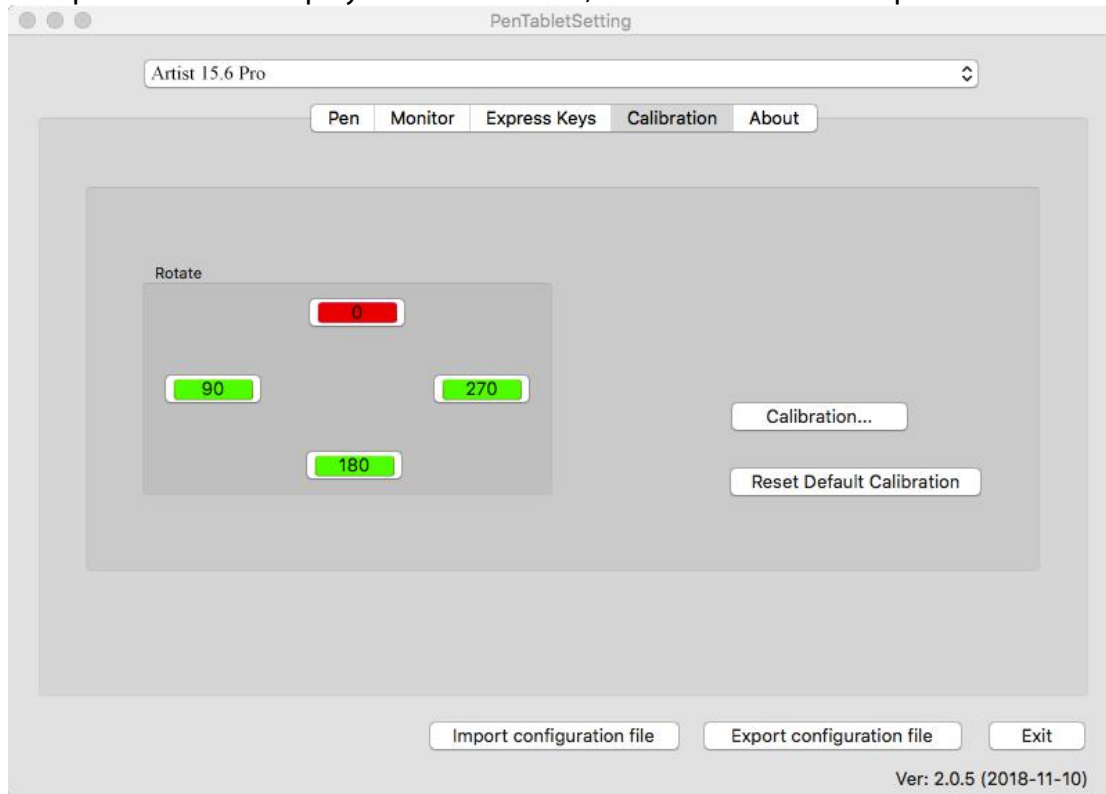 PenTabletSetting
Artist 15.6 Pro
Pen Monitor Express Keys Calibration About
Rotate
0
90 270
Calibration...
180
Reset Default Calibration
Import configuration file Export configuration file Exit
Ver: 2.0.5 (2018-11-10)